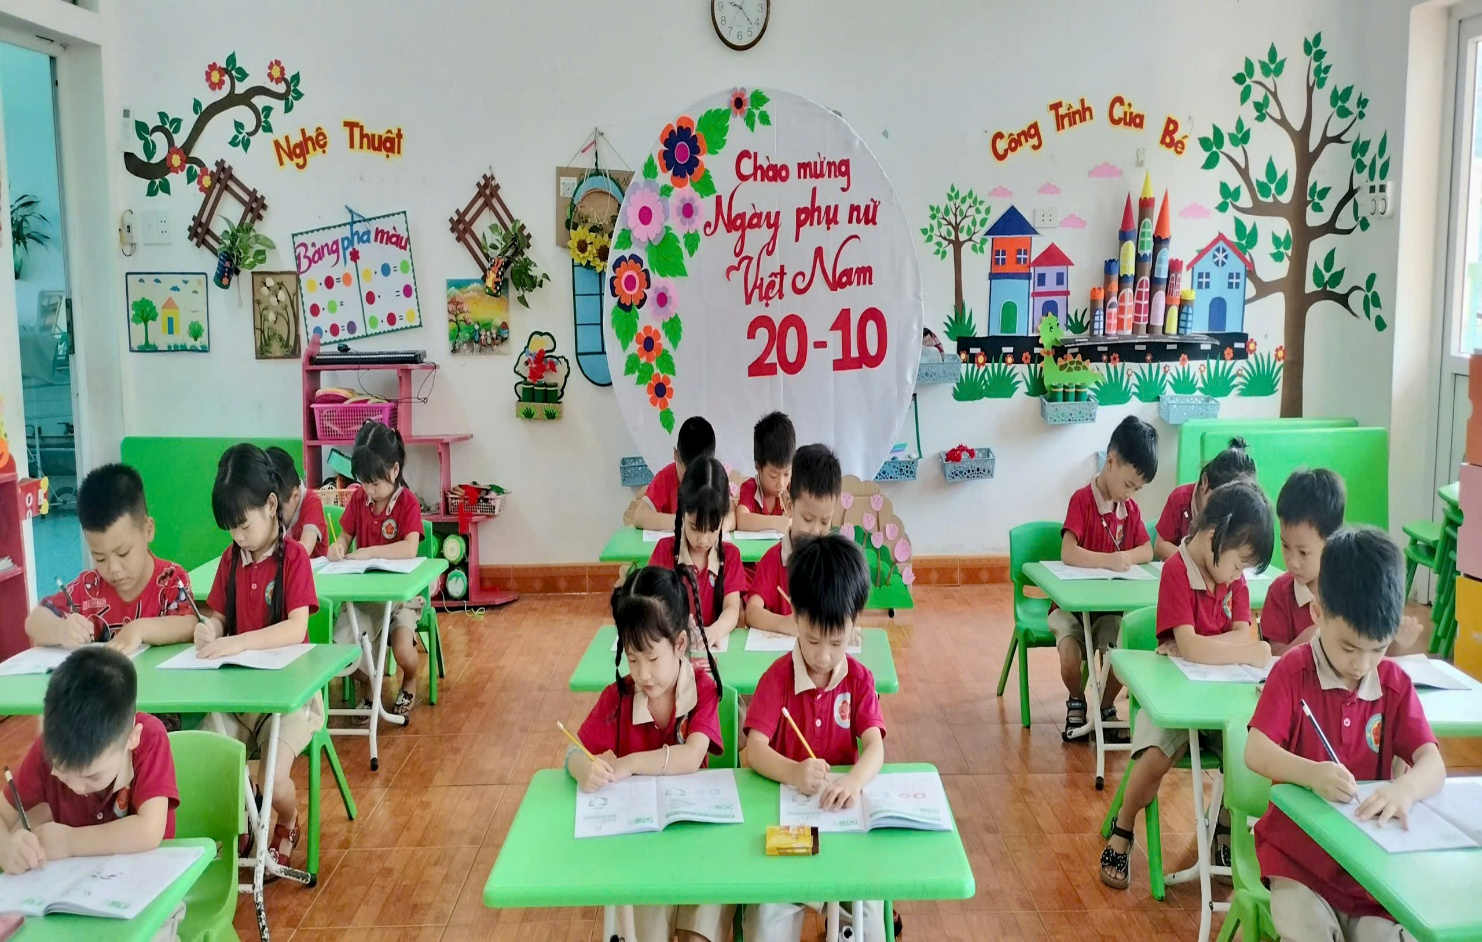 Nghệ Thuật
Bảng pha màu
Chào mừng
Ngày phụ nữ
Việt Nam
20-10
Công Trình Của Bé